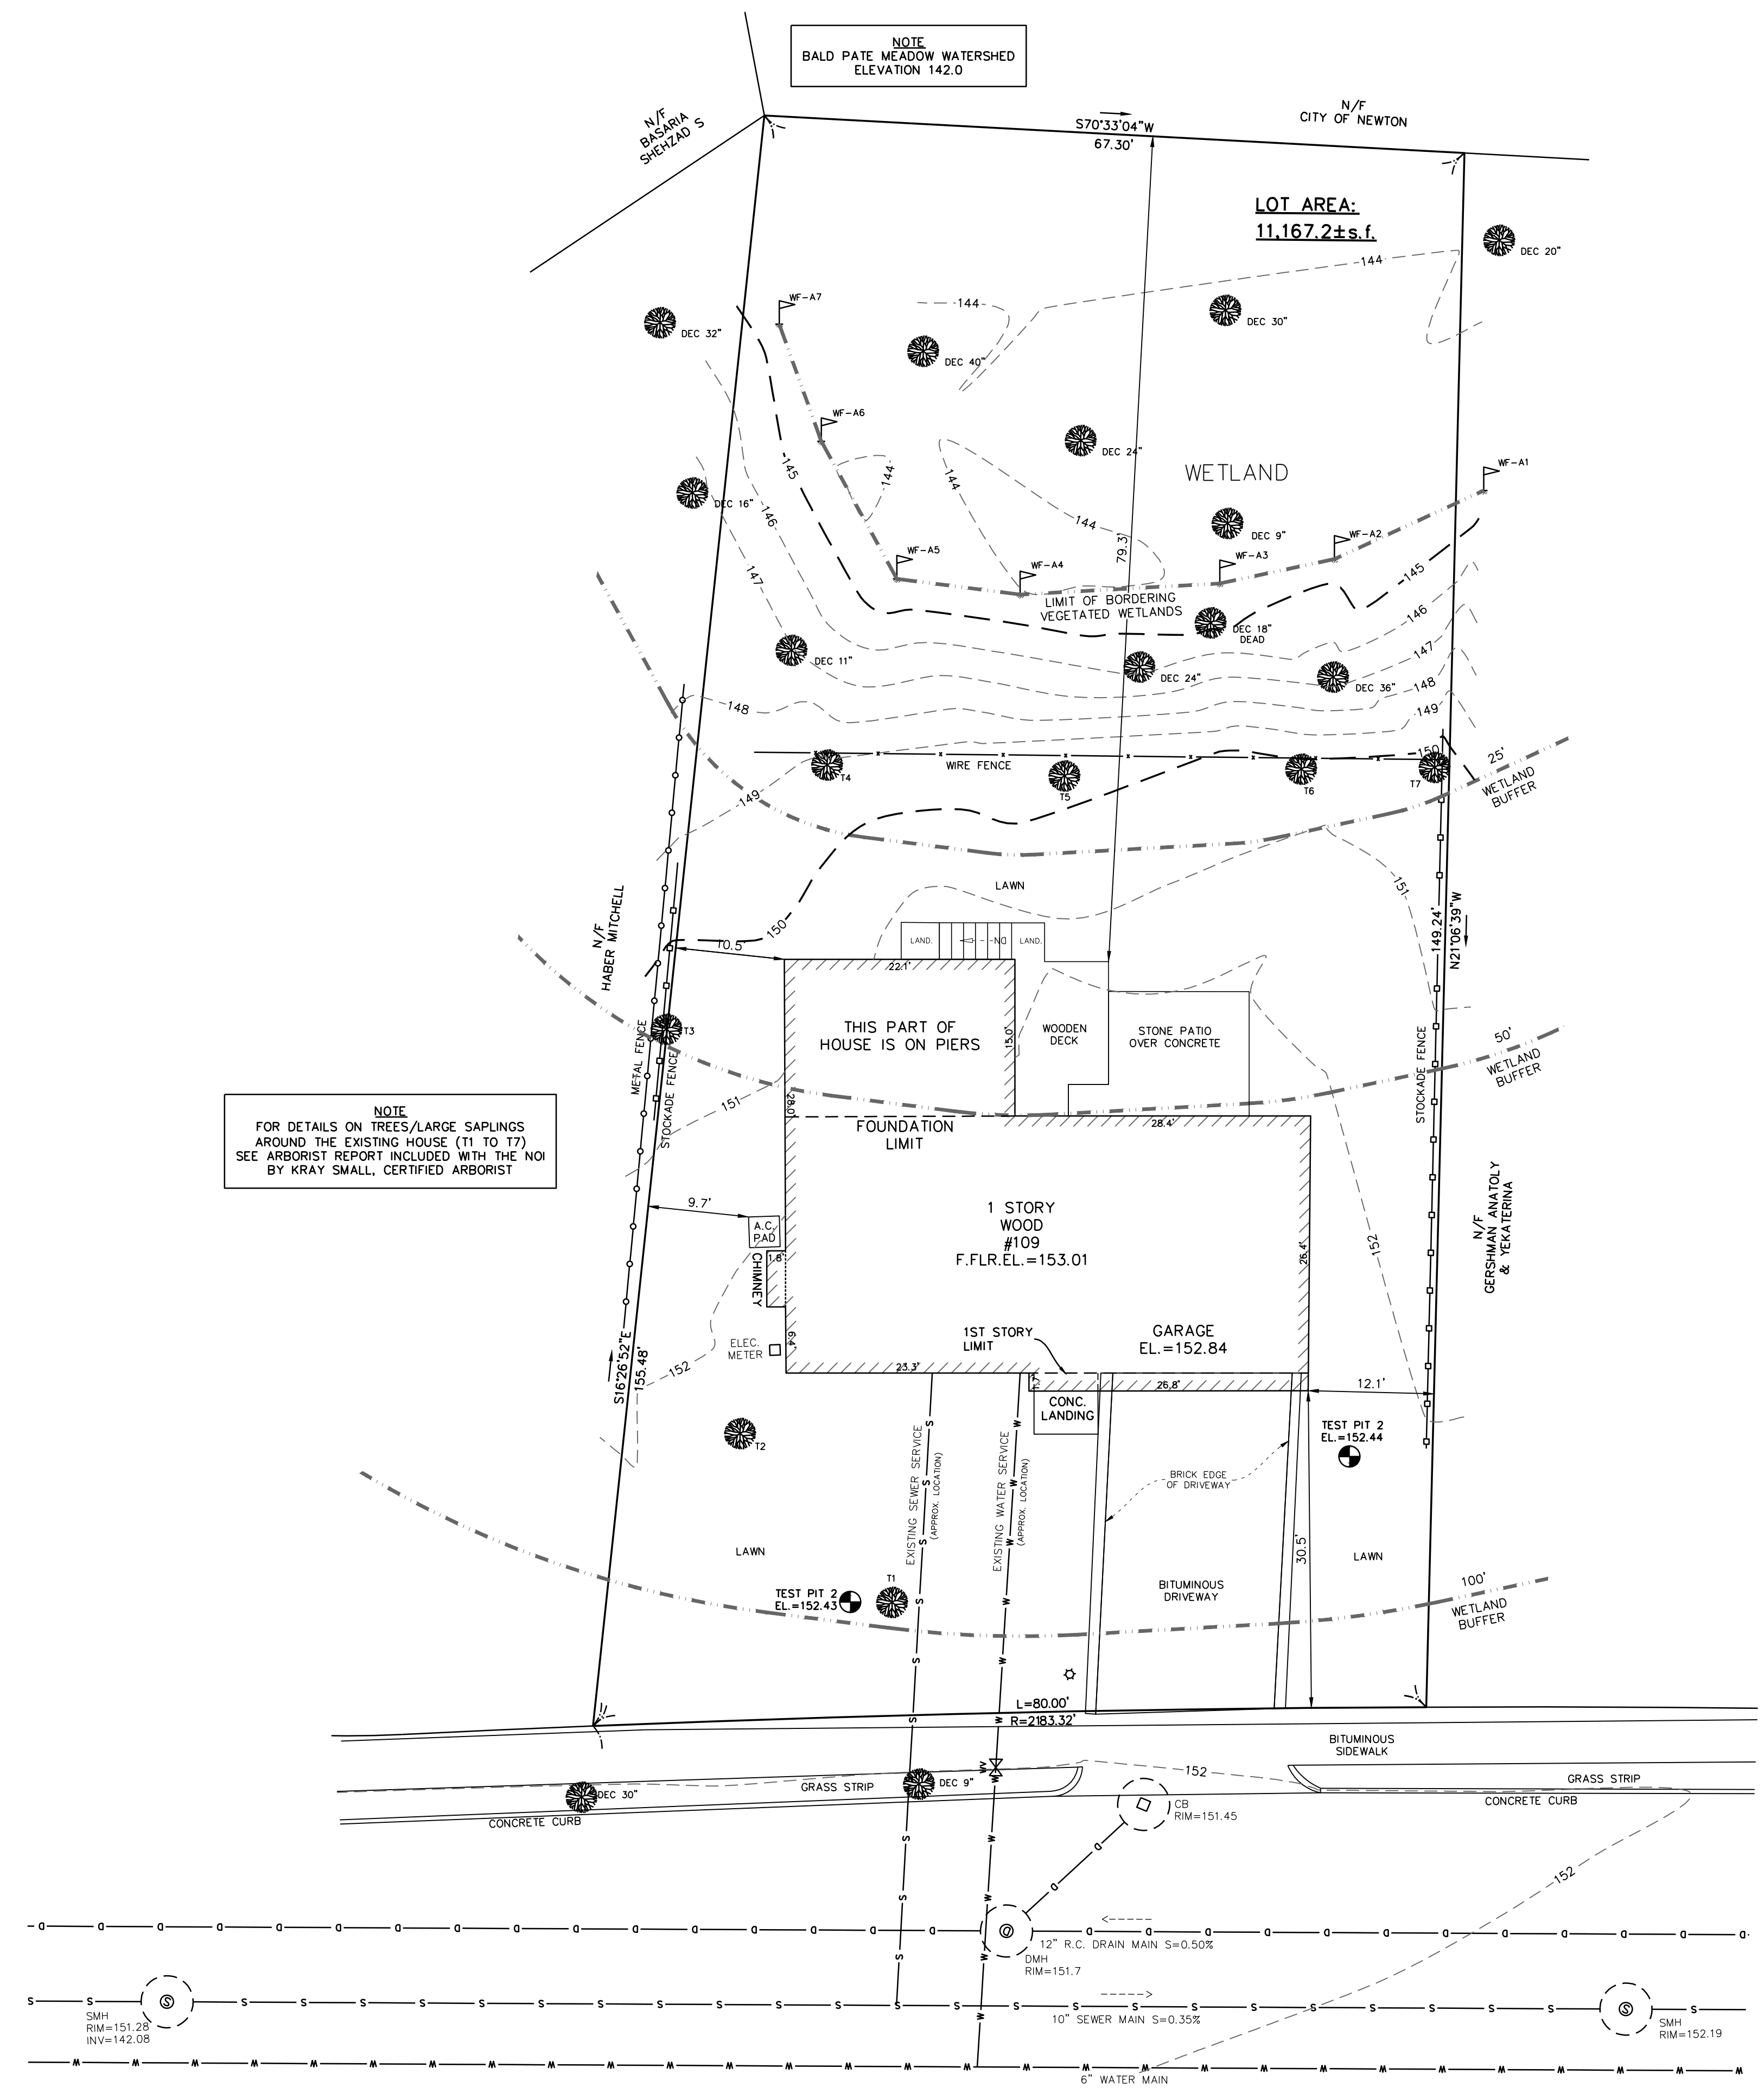 NOTE
BALD PATE MEADOW WATERSHED
ELEVATION 142.0
N/F
BASARIA
SHEHZAD S
N/F
CITY OF NEWTON
S70°33'04"W
67.30'
LOT AREA:
11,167.2±s.f.
DEC 20"
144
WF-A7
144
DEC 32"
DEC 30"
DEC 40"
WF-A6
DEC 24"
WETLAND
WF-A1
145
144
144
DEC 16"
146
144
DEC 9"
WF-A2
79.3'
WF-A5
WF-A3
WF-A4
147
145
LIMIT OF BORDERING
VEGETATED WETLANDS
146
DEC 18"
DEAD
DEC 11"
147
DEC 24"
DEC 36"
148
148
149
150
25'
WETLAND
BUFFER
WIRE FENCE
T4
T5
T6
T7
149
LAWN
151
N/F
HABER MITCHELL
150
149.24'
N21°06'39"W
10.5'
LAND.
DN
LAND.
22.1'
THIS PART OF
HOUSE IS ON PIERS
15.0'
WOODEN
DECK
STONE PATIO
OVER CONCRETE
T3
METAL FENCE
STOCKADE FENCE
STOCKADE FENCE
50'
WETLAND
BUFFER
151
28.0'
NOTE
FOR DETAILS ON TREES/LARGE SAPLINGS
AROUND THE EXISTING HOUSE (T1 TO T7)
SEE ARBORIST REPORT INCLUDED WITH THE NOI
BY KRAY SMALL, CERTIFIED ARBORIST
FOUNDATION
LIMIT
28.4'
9.7'
A.C.
PAD
1 STORY
WOOD
#109
F.FLR.EL.=153.01
26.4'
152
N/F
GERSHMAN ANATOLY
& YEKATERINA
1.8'
CHIMNEY
ELEC.
METER
6.4'
1ST STORY
LIMIT
GARAGE
EL.=152.84
S16°26'52"E
155.48'
152
23.3'
26.8'
12.1'
CONC.
LANDING
TEST PIT 2
EL.=152.44
T2
EXISTING SEWER SERVICE
(APPROX. LOCATION)
EXISTING WATER SERVICE
(APPROX. LOCATION)
BRICK EDGE
OF DRIVEWAY
30.5'
LAWN
LAWN
T1
TEST PIT 2
EL.=152.43
BITUMINOUS
DRIVEWAY
100'
WETLAND
BUFFER
L=80.00'
R=2183.32'
BITUMINOUS
SIDEWALK
WV
152
GRASS STRIP
DEC 9"
GRASS STRIP
DEC 30"
CONCRETE CURB
CONCRETE CURB
CB
RIM=151.45
152
12" R.C. DRAIN MAIN S=0.50%
DMH
RIM=151.7
SMH
RIM=151.28
INV=142.08
10" SEWER MAIN S=0.35%
SMH
RIM=152.19
6" WATER MAIN